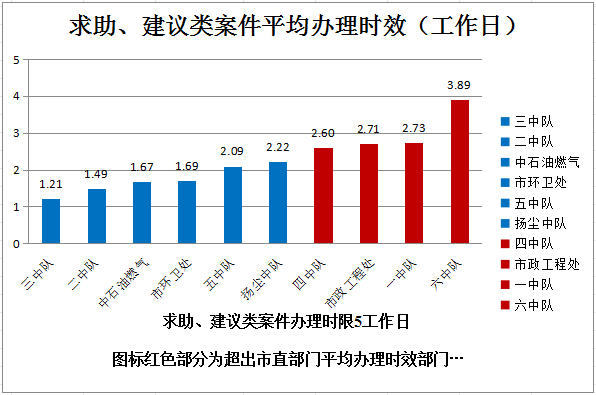 求助、建议类案件平均办理时效（工作日）
5
4
3
2
1
0
1.21
1.49
1.67
1.69
2.09
2.22
2.60
2.71
2.73
3.89
三中队
二中队
中石油燃气
市环卫处
五中队
扬尘中队
四中队
市政工程处
一中队
六中队
三中队
二中队
中石油燃气
市环卫处
五中队
扬尘中队
四中队
市政工程处
一中队
六中队
求助、建议类案件办理时限5工作日
图标红色部分为超出市直部门平均办理时效部门…